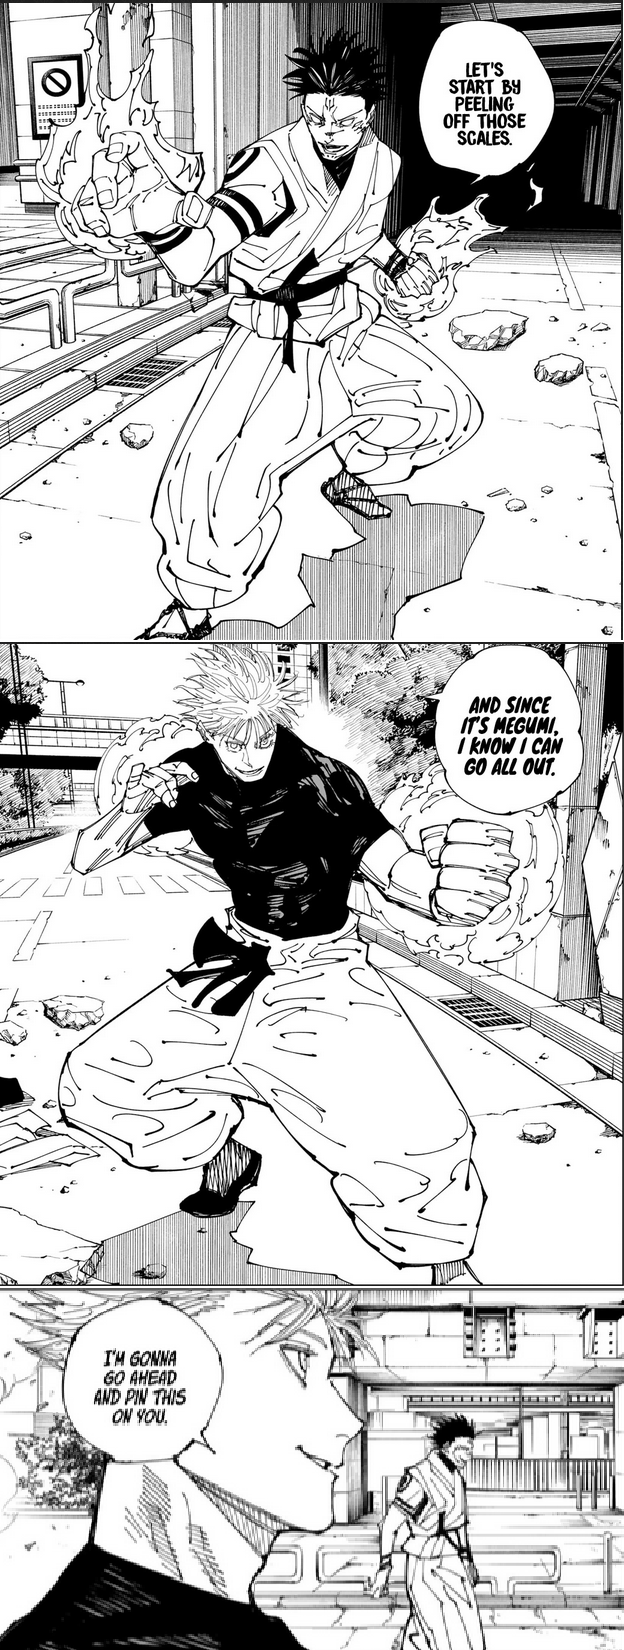 LET'S
START BY
PEELING
OFF THOSE
SCALES.
AND SINCE
IT'S MEGUMI,
I KNOW I CAN
GO ALL OUT.
I'M GONNA
GO AHEAD
AND PIN THIS
ON YOU.